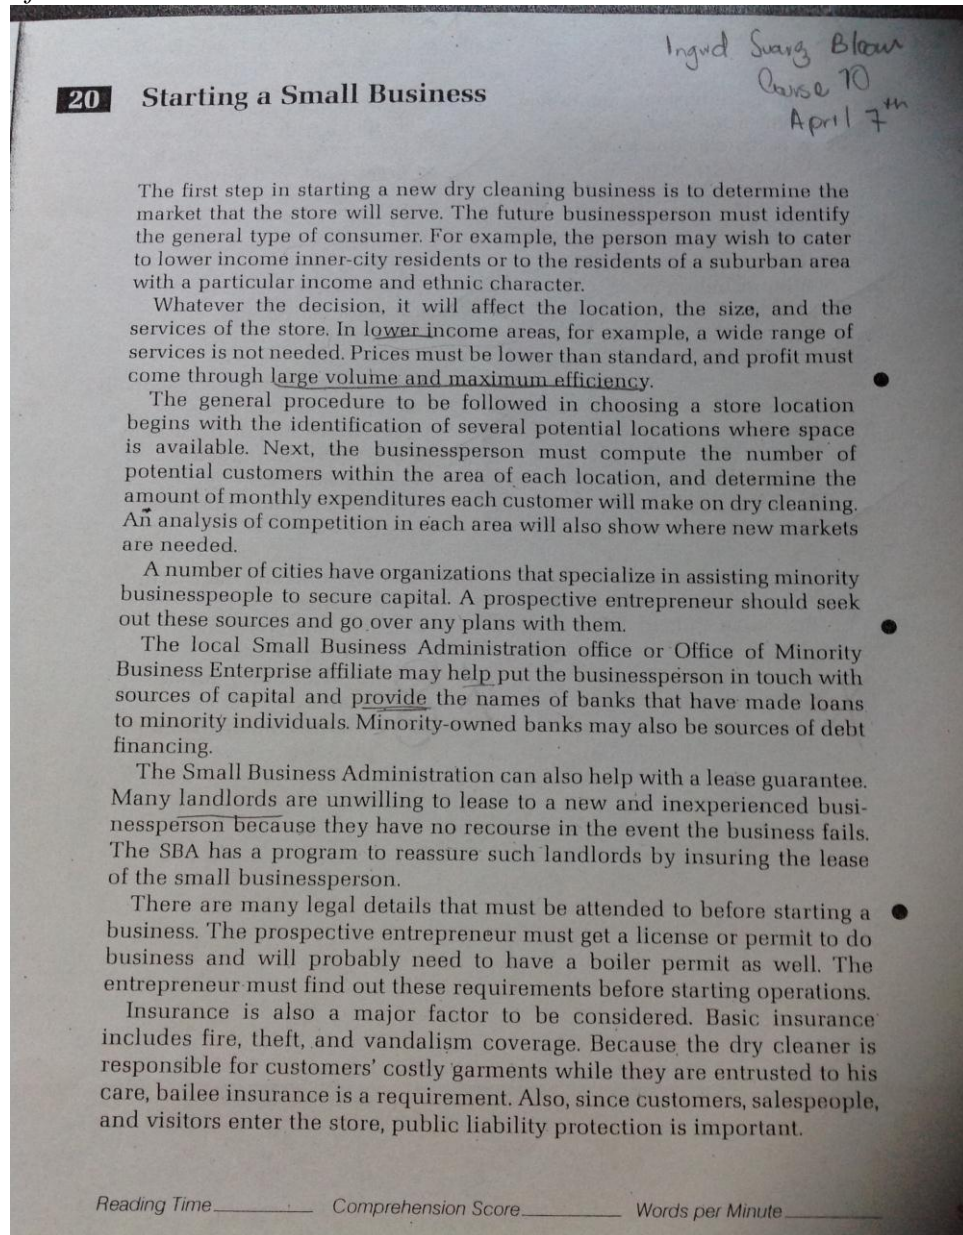 Ingrid Suarez
Course 10
April 7th
20 Starting a Small Business
The first step in starting a new dry cleaning business is to determine the
market that the store will serve. The future businessperson must identify
the general type of consumer. For example, the person may wish to cater
to lower income inner-city residents or to the residents of a suburban area
with a particular income and ethnic character.
Whatever the decision, it will affect the location, the size, and the
services of the store. In lower income areas, for example, a wide range of
services is not needed. Prices must be lower than standard, and profit must
come through large volume and maximum efficiency.
The general procedure to be followed in choosing a store location
begins with the identification of several potential locations where space
is available. Next, the businessperson must compute the number of
potential customers within the area of each location, and determine the
amount of monthly expenditures each customer will make on dry cleaning.
An analysis of competition in each area will also show where new markets
are needed.
A number of cities have organizations that specialize in assisting minority
businesspeople to secure capital. A prospective entrepreneur should seek
out these sources and go over any plans with them.
The local Small Business Administration office or Office of Minority
Business Enterprise affiliate may help put the businessperson in touch with
sources of capital and provide the names of banks that have made loans
to minority individuals. Minority-owned banks may also be sources of debt
financing.
The Small Business Administration can also help with a lease guarantee.
Many landlords are unwilling to lease to a new and inexperienced busi-
nessperson because they have no recourse in the event the business fails.
The SBA has a program to reassure such landlords by insuring the lease
of the small businessperson.
There are many legal details that must be attended to before starting a
business. The prospective entrepreneur must get a license or permit to do
business and will probably need to have a boiler permit as well. The
entrepreneur must find out these requirements before starting operations.
Insurance is also a major factor to be considered. Basic insurance
includes fire, theft, and vandalism coverage. Because the dry cleaner is
responsible for customers' costly garments while they are entrusted to his
care, bailee insurance is a requirement. Also, since customers, salespeople,
and visitors enter the store, public liability protection is important.
Reading Time Comprehension Score Words per Minute